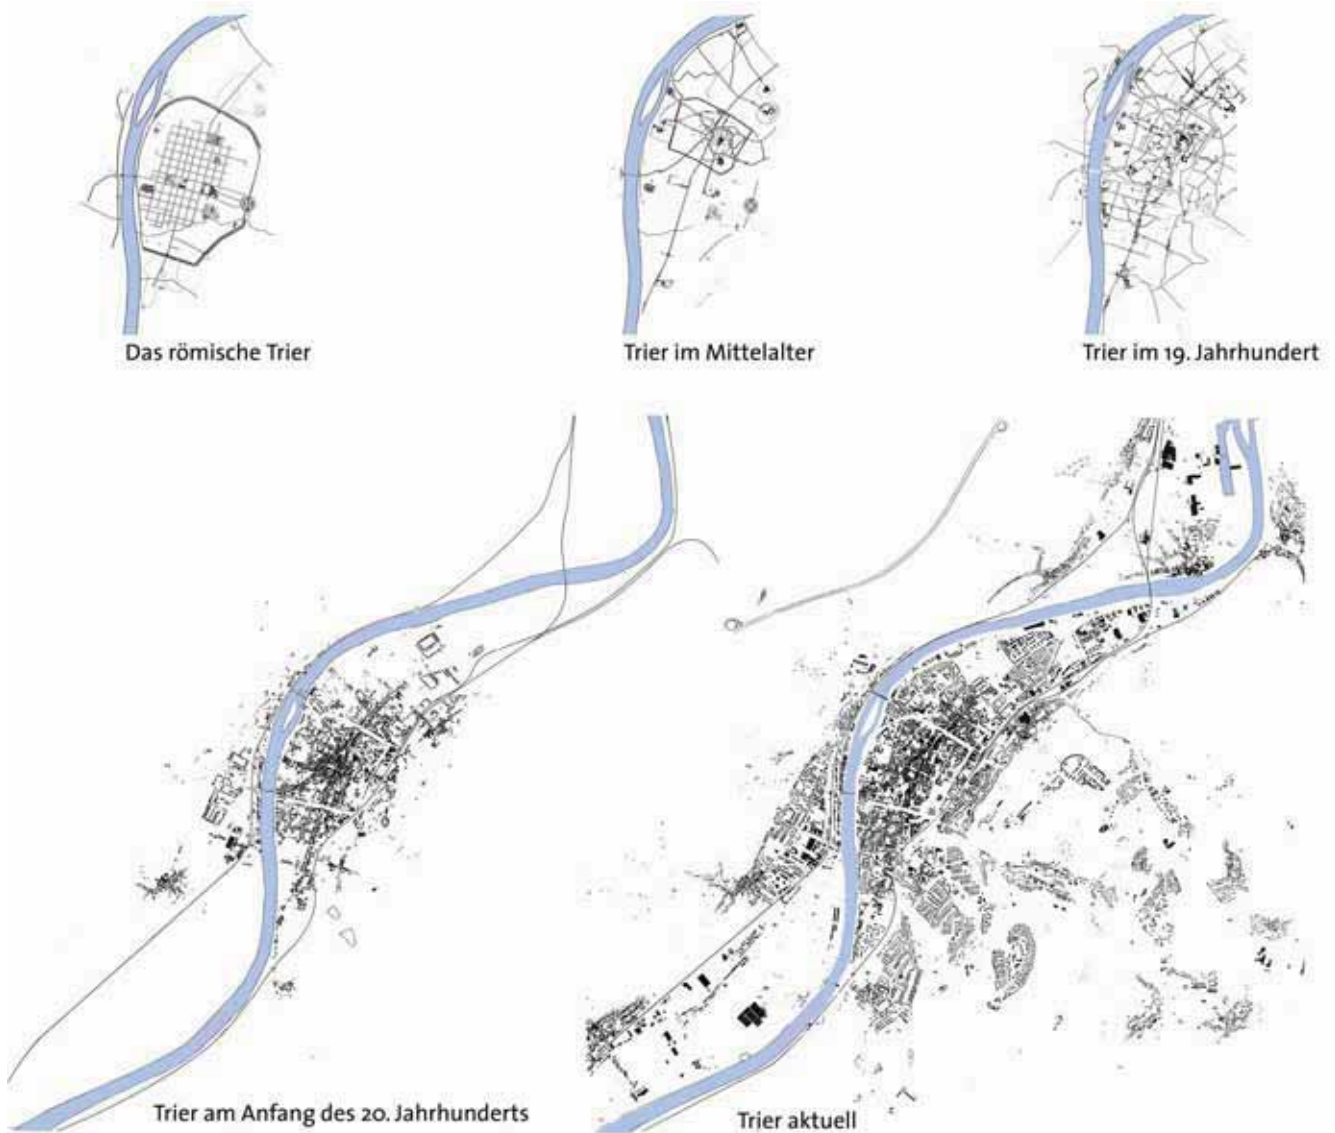 Das römische Trier
Trier im Mittelalter
Trier im 19. Jahrhundert
Trier am Anfang des 20. Jahrhunderts
Trier aktuell